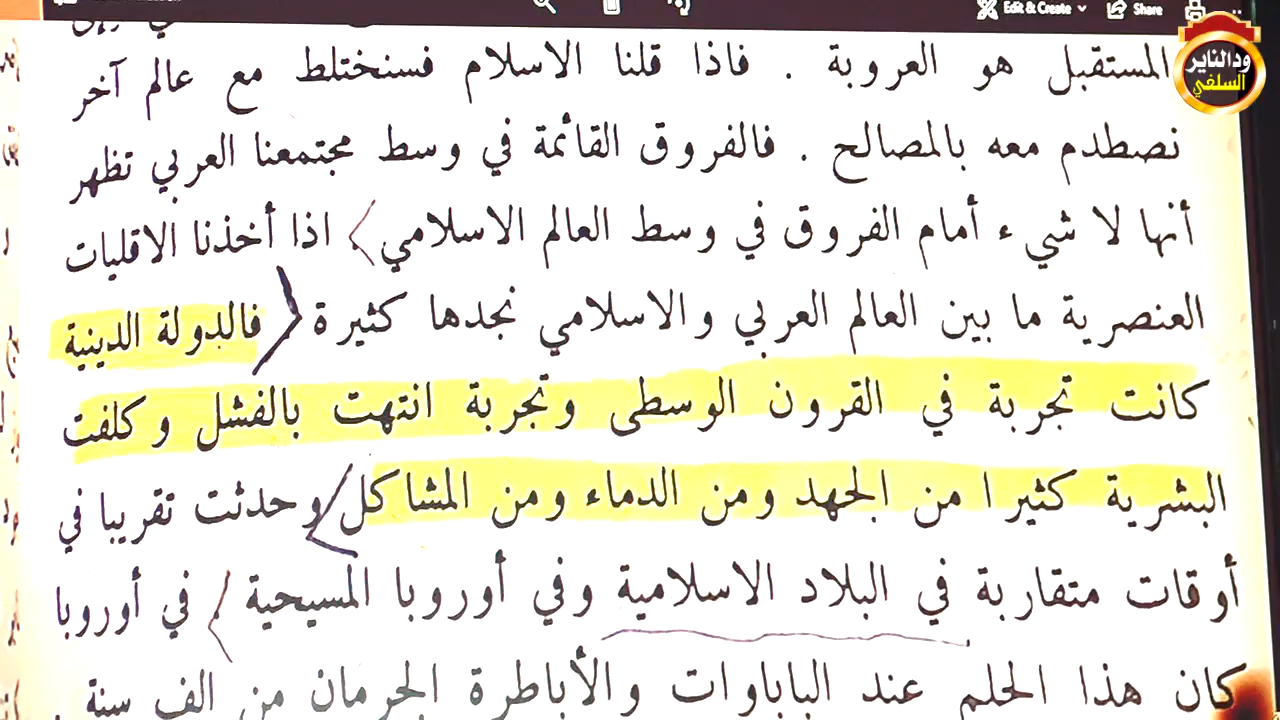 Edit & Create
Share
ودالناير
السلفي
المستقبل هو العروبة . فاذا قلنا الاسلام فسنختلط مع عالم آخر
نصطدم معه بالمصالح . فالفروق القائمة في وسط مجتمعنا العربي تظهر
أنها لا شيء أمام الفروق في وسط العالم الاسلامي اذا أخذنا الاقليات
العنصرية ما بين العالم العربي والاسلامي نجدها كثيرة فالدولة الدينية
كانت تجربة في القرون الوسطى وتجربة انتهت بالفشل وكلفت
البشرية كثيرا من الجهد ومن الدماء ومن المشاكل وحدثت تقريبا في
أوقات متقاربة في البلاد الاسلامية وفي أوروبا المسيحية في أوروبا
كان هذا الحلم عند الباباوات والأباطرة الجرمان من الف سنة .